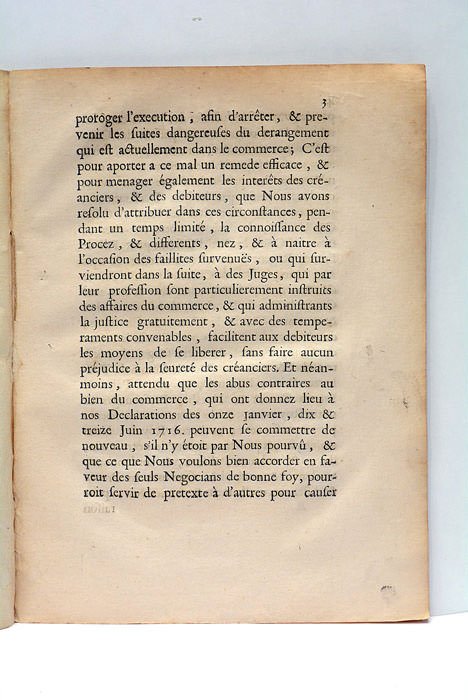 3
proroger l'execution, afin d'arrêter, & pre-
venir les ſuites dangereuſes du derangement
qui eſt actuellement dans le commerce; C'eſt
pour aporter a ce mal un remede efficace, &
pour menager également les interêts des cré-
anciers, & des debiteurs, que Nous avons
reſolu d'attribuer dans ces circonſtances, pen-
dant un temps limité, la connoiſſance des
Procez, & differents, nez, & à naitre à
l'occaſion des faillites ſurvenuës, ou qui ſur-
viendront dans la ſuite, à des Juges, qui par
leur profeſſion ſont particulierement inſtruits
des affaires du commerce, & qui adminiſtrants
la juſtice gratuitement, & avec des tempe-
raments convenables, facilitent aux debiteurs
les moyens de ſe liberer, ſans faire aucun
préjudice à la ſeureté des créanciers. Et néan-
moins, attendu que les abus contraires au
bien du commerce, qui ont donnez lieu à
nos Declarations des onze Janvier, dix &
treize Juin 1716. peuvent ſe commettre de
nouveau, s'il n'y étoit par Nous pourvû, &
que ce que Nous voulons bien accorder en fa-
veur des ſeuls Negocians de bonne foy, pour-
roit ſervir de pretexte à d'autres pour cauſer